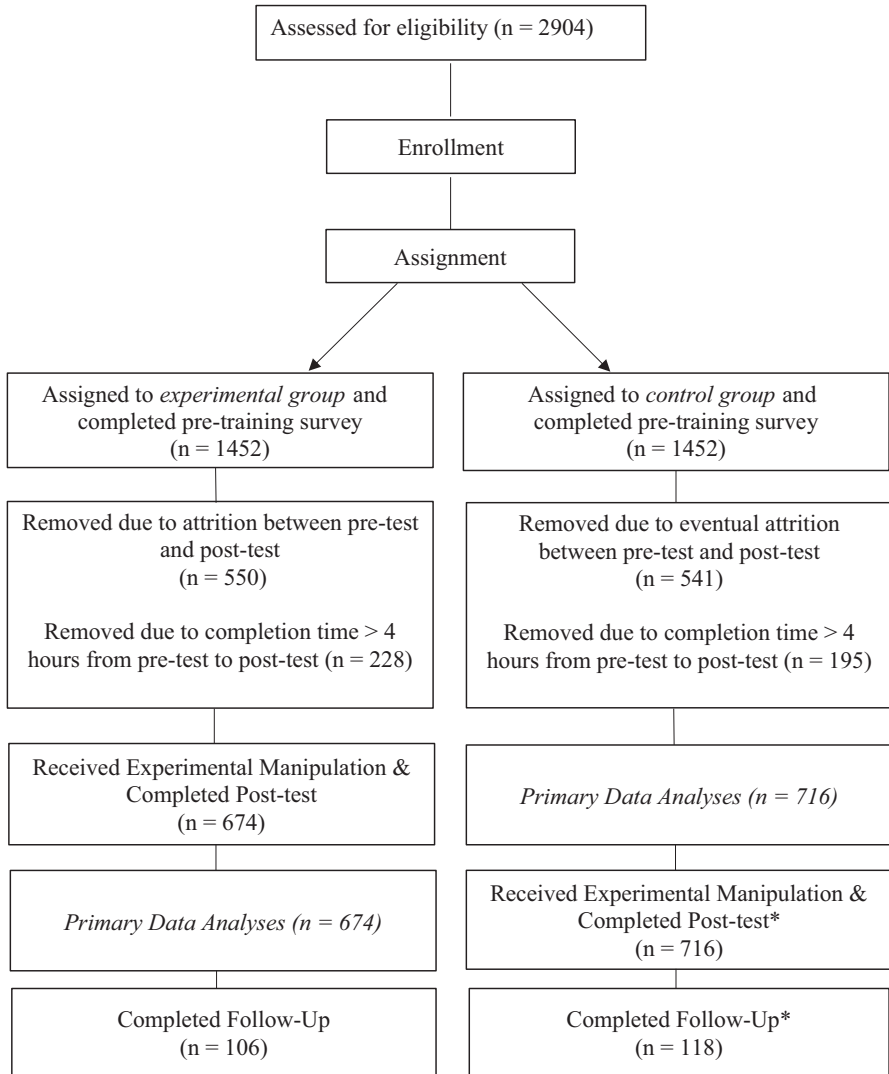 Assessed for eligibility (n = 2904)
Enrollment
Assignment
Assigned to experimental group and
completed pre-training survey
(n = 1452)
Assigned to control group and
completed pre-training survey
(n = 1452)
Removed due to attrition between pre-test
and post-test
(n = 550)
Removed due to completion time > 4
hours from pre-test to post-test (n = 228)
Removed due to eventual attrition
between pre-test and post-test
(n = 541)
Removed due to completion time > 4
hours from pre-test to post-test (n = 195)
Received Experimental Manipulation &
Completed Post-test
(n = 674)
Primary Data Analyses (n = 716)
Primary Data Analyses (n = 674)
Received Experimental Manipulation &
Completed Post-test*
(n = 716)
Completed Follow-Up
(n = 106)
Completed Follow-Up*
(n = 118)